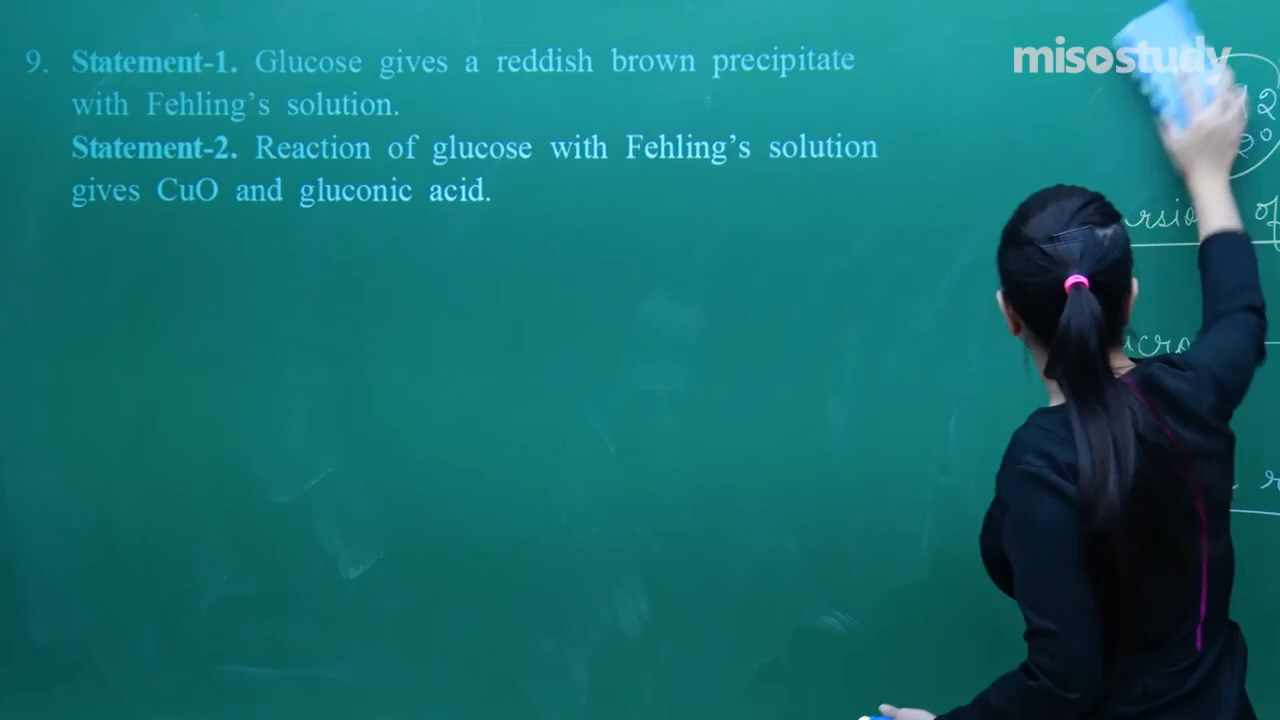 misostudy
9. Statement-1. Glucose gives a reddish brown precipitate
with Fehling's solution.
Statement-2. Reaction of glucose with Fehling's solution
gives CuO and gluconic acid.